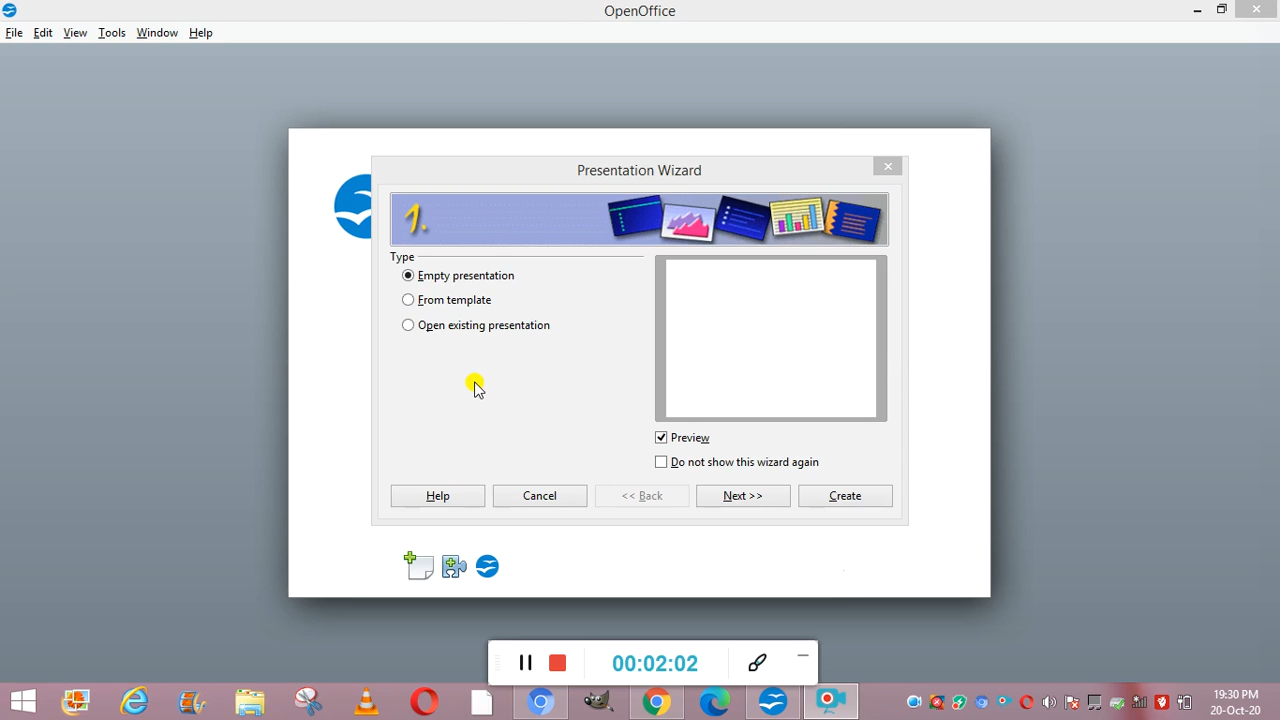 OpenOffice
File Edit View Tools Window Help
Presentation Wizard
1.
Type
Empty presentation
From template
Open existing presentation
Preview
Do not show this wizard again
Help Cancel << Back Next >> Create
00:02:02
19:30 PM
20-Oct-20